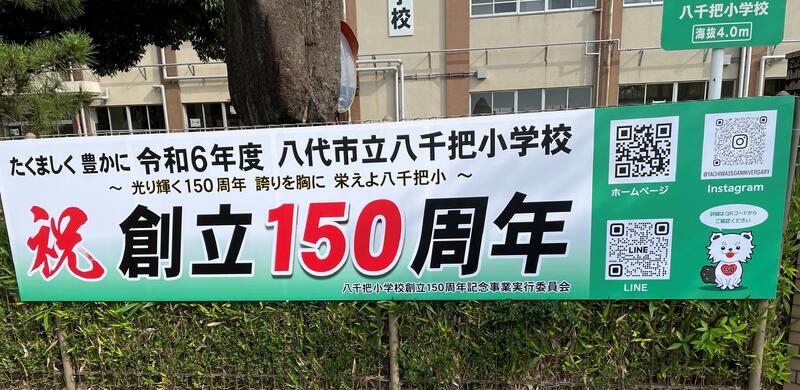 学校
八千把小学校
海抜4.0m
たくましく 豊かに 令和6年度 八代市立八千把小学校
～ 光り輝く150周年 誇りを胸に 栄えよ八千把小 ～
祝 創立150周年
八千把小学校創立150周年記念事業実行委員会
ホームページ
@YACHIWA150ANNIVERSARY
Instagram
LINE
LINE
詳細はQRコードから
ご確認ください